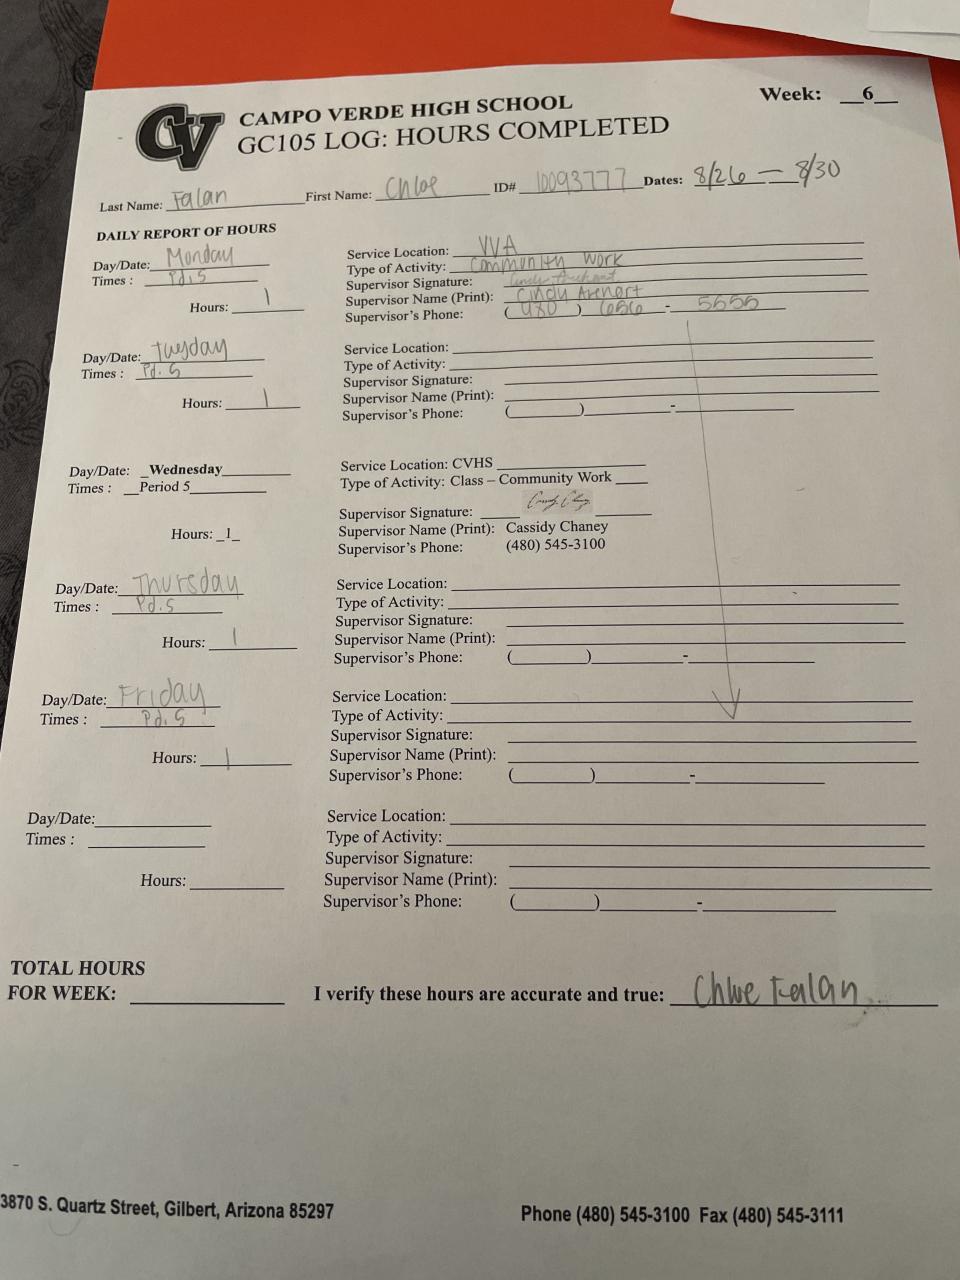 CV
CAMPO VERDE HIGH SCHOOL
Week: __6__
GC105 LOG: HOURS COMPLETED
Last Name: Falan First Name: Chloe ID# 10093777 Dates: 8/26 — 8/30
DAILY REPORT OF HOURS
Day/Date: Monday
Times : Pd. 5
Hours: 1
Service Location: VVA
Type of Activity: Community Work
Supervisor Signature: Cindy
Supervisor Name (Print): Cindy
Supervisor's Phone: (480) 656 - 5655
Day/Date: Tuesday
Times : Pd. 5
Hours: 1
Service Location:
Type of Activity:
Supervisor Signature:
Supervisor Name (Print):
Supervisor's Phone: ( ) -
Day/Date: _Wednesday
Times : __Period 5
Hours: _1_
Service Location: CVHS
Type of Activity: Class – Community Work
Supervisor Signature:
Supervisor Name (Print): Cassidy Chaney
Supervisor's Phone: (480) 545-3100
Day/Date: Thursday
Times : Pd. 5
Hours: 1
Service Location:
Type of Activity:
Supervisor Signature:
Supervisor Name (Print):
Supervisor's Phone: ( ) -
Day/Date: Friday
Times : Pd. 5
Hours: 1
Service Location:
Type of Activity:
Supervisor Signature:
Supervisor Name (Print):
Supervisor's Phone: ( ) -
Day/Date:
Times :
Hours:
Service Location:
Type of Activity:
Supervisor Signature:
Supervisor Name (Print):
Supervisor's Phone: ( ) -
TOTAL HOURS
FOR WEEK:
I verify these hours are accurate and true: Chloe Falan
3870 S. Quartz Street, Gilbert, Arizona 85297
Phone (480) 545-3100 Fax (480) 545-3111